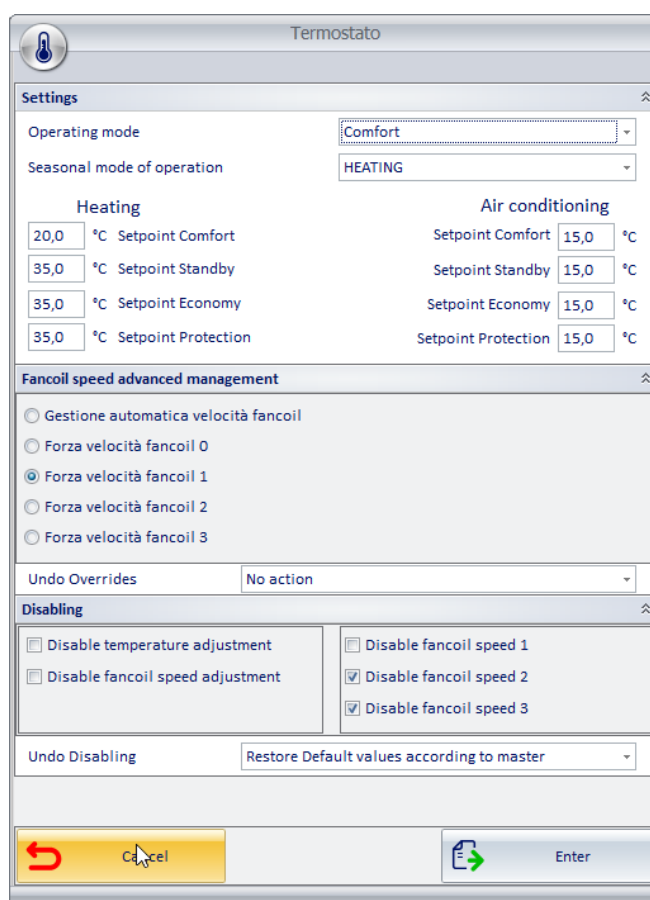 Termostato
Settings
Operating mode Comfort
Seasonal mode of operation HEATING
Heating Air conditioning
20,0 °C Setpoint Comfort Setpoint Comfort 15,0 °C
35,0 °C Setpoint Standby Setpoint Standby 15,0 °C
35,0 °C Setpoint Economy Setpoint Economy 15,0 °C
35,0 °C Setpoint Protection Setpoint Protection 15,0 °C
Fancoil speed advanced management
Gestione automatica velocità fancoil
Forza velocità fancoil 0
Forza velocità fancoil 1
Forza velocità fancoil 2
Forza velocità fancoil 3
Undo Overrides No action
Disabling
Disable temperature adjustment Disable fancoil speed 1
Disable fancoil speed adjustment Disable fancoil speed 2
Disable fancoil speed 3
Undo Disabling Restore Default values according to master
Cancel Enter